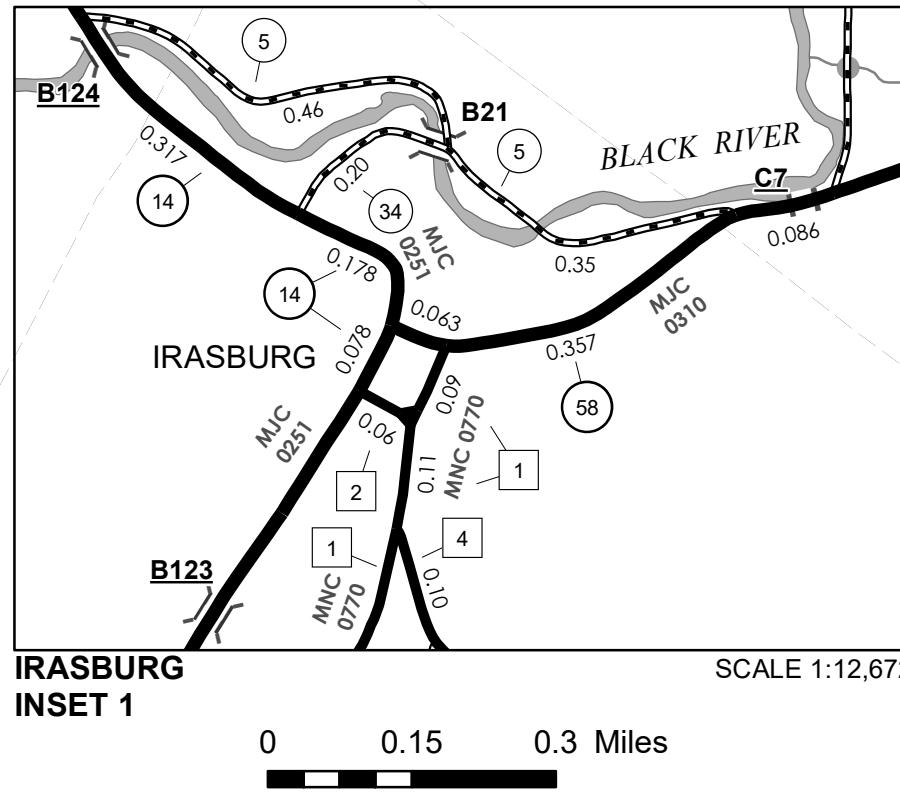 5
B124
0.46
B21
5
BLACK RIVER
0.317
0.20
C7
14
34
MJC
0251
0.086
0.178
0.35
14
MJC
0310
0.063
0.078
IRASBURG
0.357
0.09
58
MJC
0251
0.06
MNC 0770
0.11
1
2
4
1
B123
MNC
0770
0.10
IRASBURG
INSET 1
SCALE 1:12,672
0 0.15 0.3 Miles